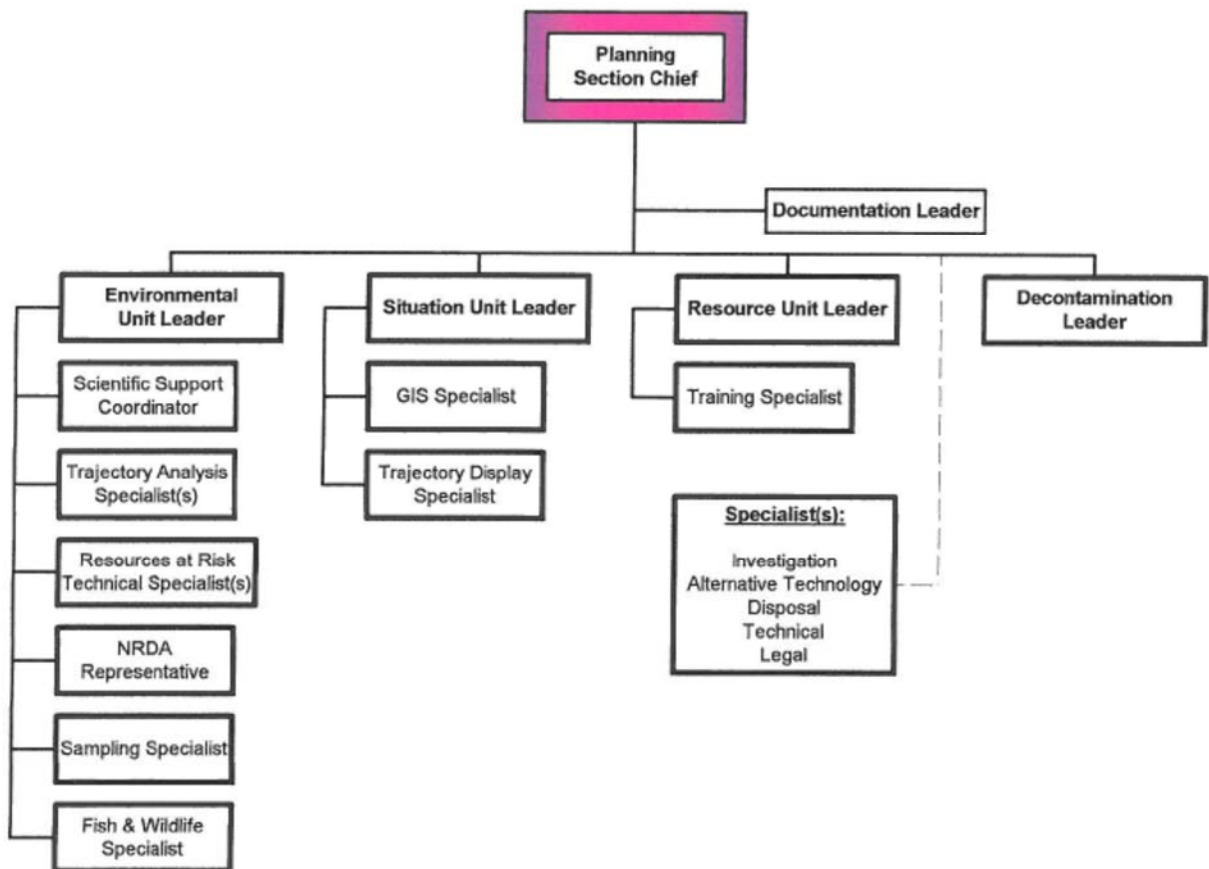 Planning
Section Chief
Documentation Leader
Environmental
Unit Leader
Situation Unit Leader
Resource Unit Leader
Decontamination
Leader
Scientific Support
Coordinator
GIS Specialist
Training Specialist
Trajectory Analysis
Specialist(s)
Trajectory Display
Specialist
Specialist(s):
Investigation
Alternative Technology
Disposal
Technical
Legal
Resources at Risk
Technical Specialist(s)
NRDA
Representative
Sampling Specialist
Fish & Wildlife
Specialist